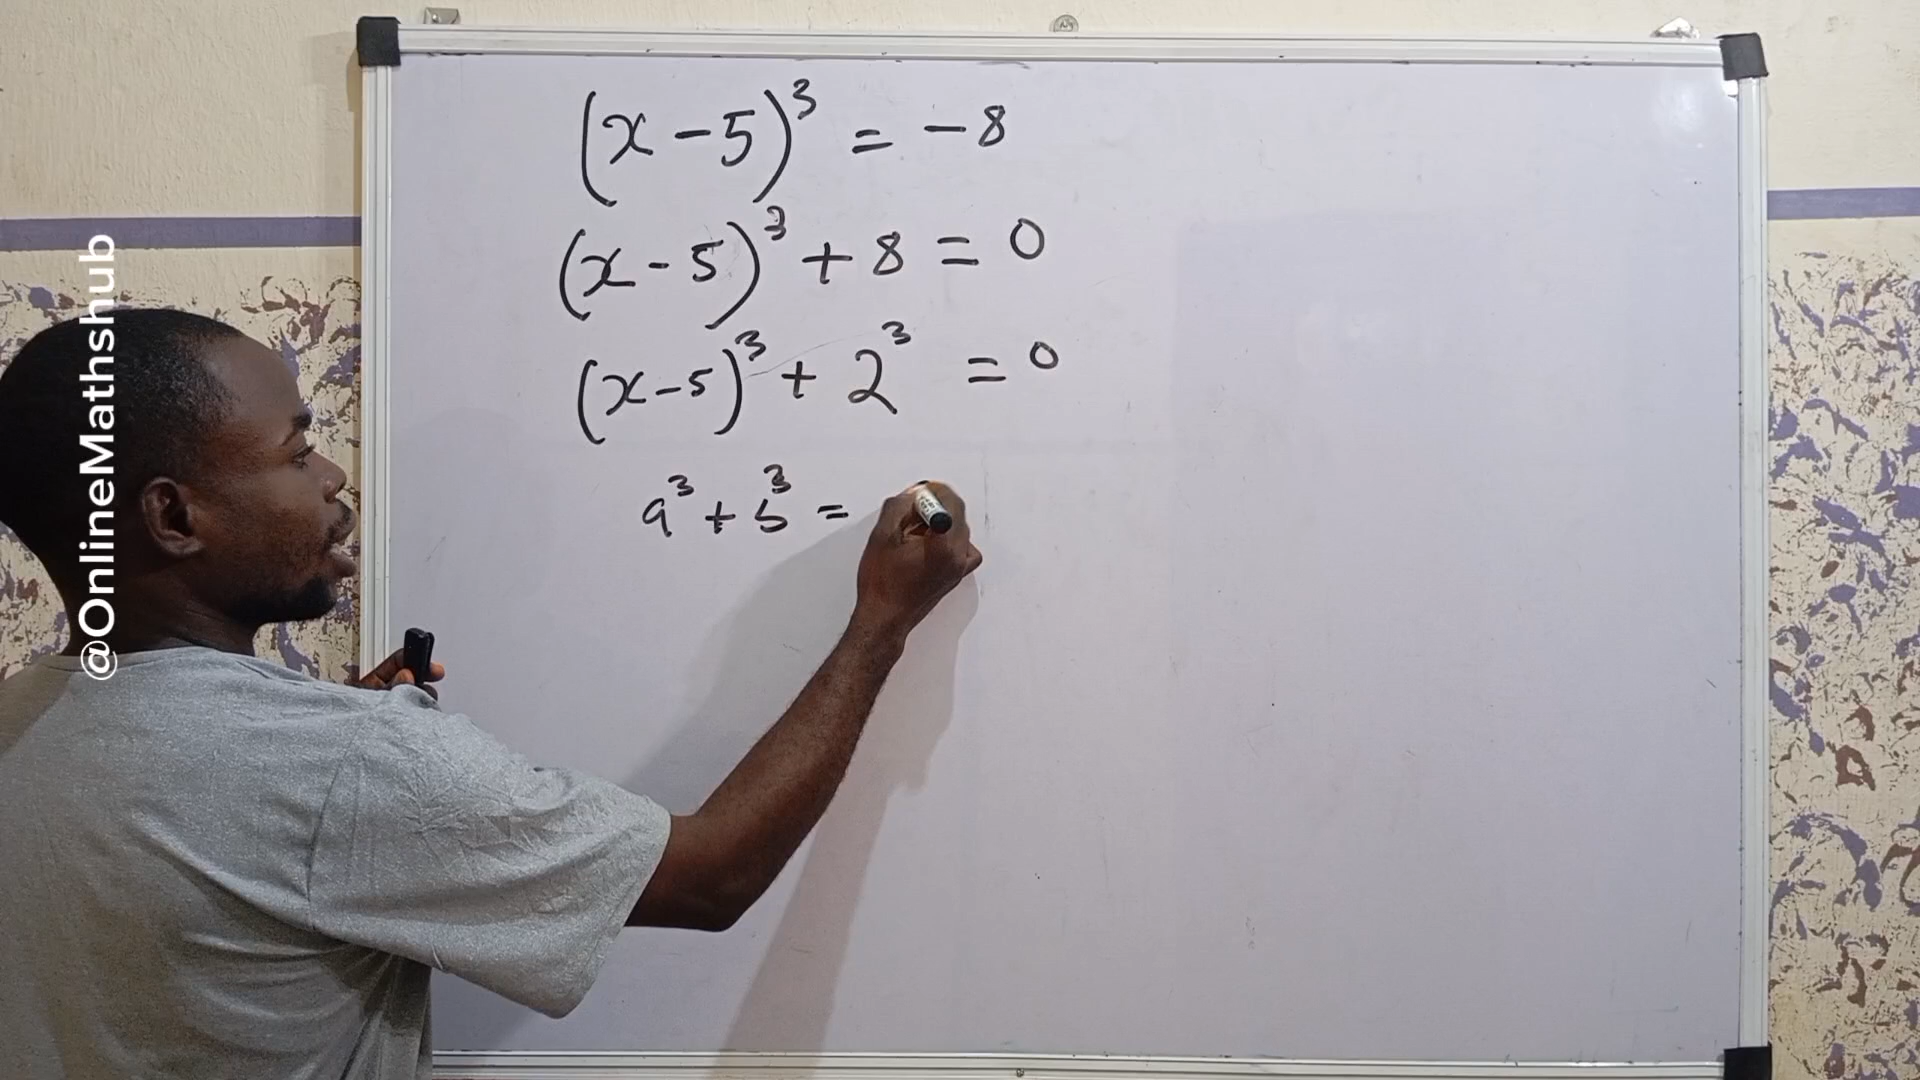 (x - 5)³ = - 8
(x - 5)³ + 8 = 0
(x - 5)³ + 2³ = 0
a³ + b³ =
@OnlineMathshub